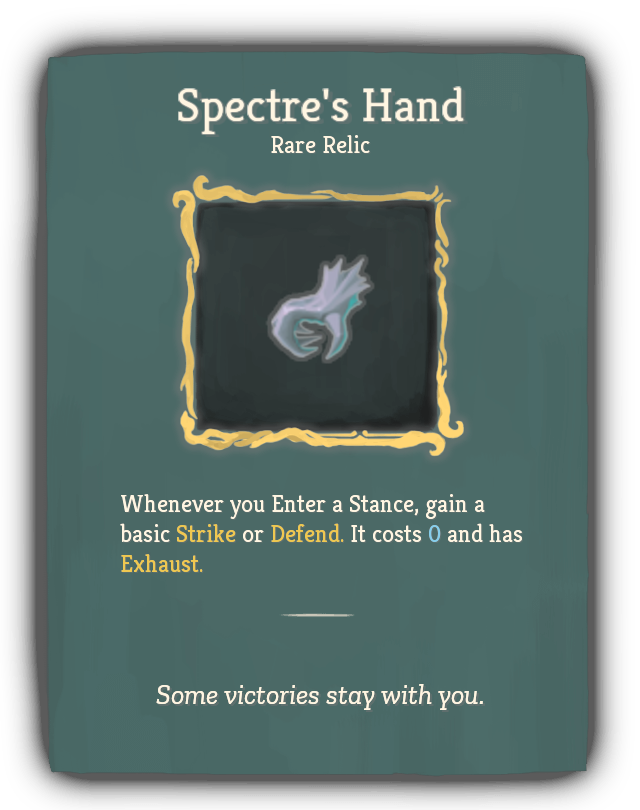 Spectre's Hand
Rare Relic
Whenever you Enter a Stance, gain a
basic Strike or Defend. It costs 0 and has
Exhaust.
Some victories stay with you.